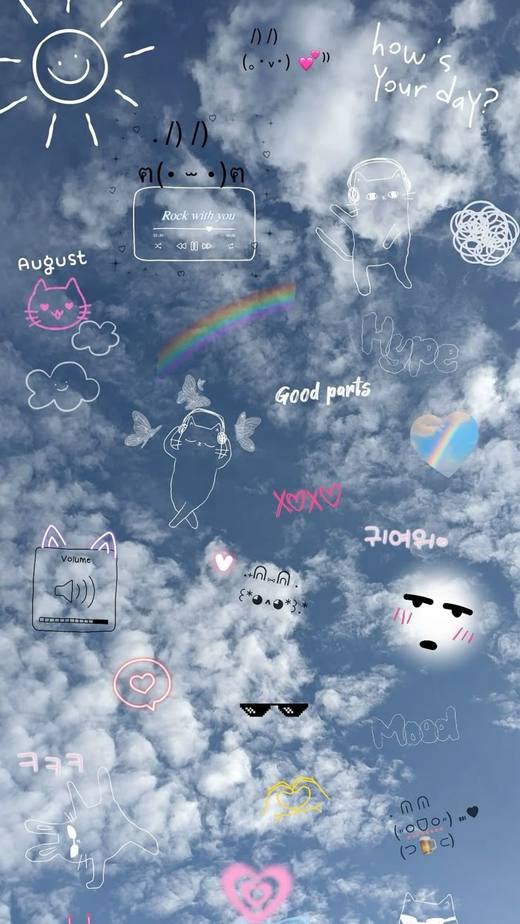 how's
your day?
Rock with you
August
Hype
Good parts
XOXO
귀여워
Volume
Mood
ㅋㅋㅋ